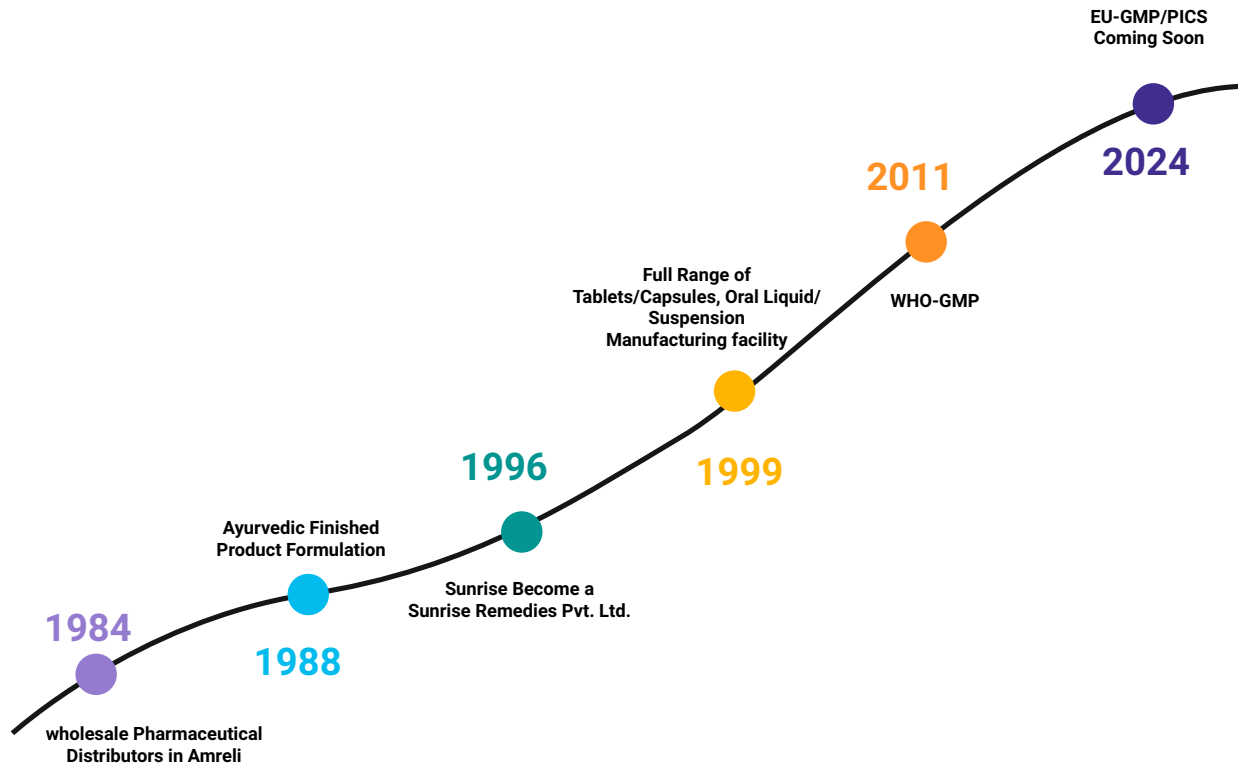 1984
wholesale Pharmaceutical
Distributors in Amreli
Ayurvedic Finished
Product Formulation
1988
1996
Sunrise Become a
Sunrise Remedies Pvt. Ltd.
Full Range of
Tablets/Capsules, Oral Liquid/
Suspension
Manufacturing facility
1999
2011
WHO-GMP
EU-GMP/PICS
Coming Soon
2024